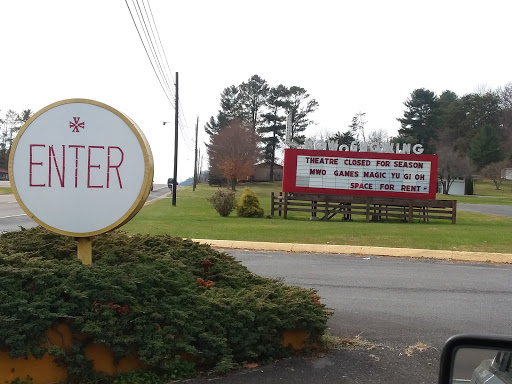 ENTER
THEATRE CLOSED FOR SEASON
MWO GAMES MAGIC YU GI OH
SPACE FOR RENT